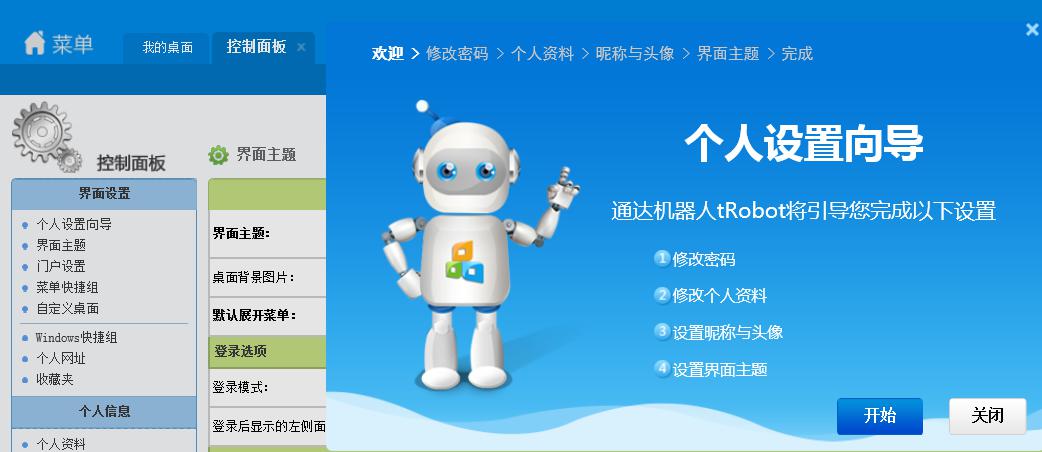 菜单
我的桌面
控制面板
欢迎 > 修改密码 > 个人资料 > 昵称与头像 > 界面主题 > 完成
控制面板
界面设置
个人设置向导
界面主题
门户设置
菜单快捷组
自定义桌面
Windows快捷组
个人网址
收藏夹
个人信息
个人资料
界面主题
界面主题:
桌面背景图片:
默认展开菜单:
登录选项
登录模式:
登录后显示的左侧面
个人设置向导
通达机器人tRobot将引导您完成以下设置
1 修改密码
2 修改个人资料
3 设置昵称与头像
4 设置界面主题
开始
关闭